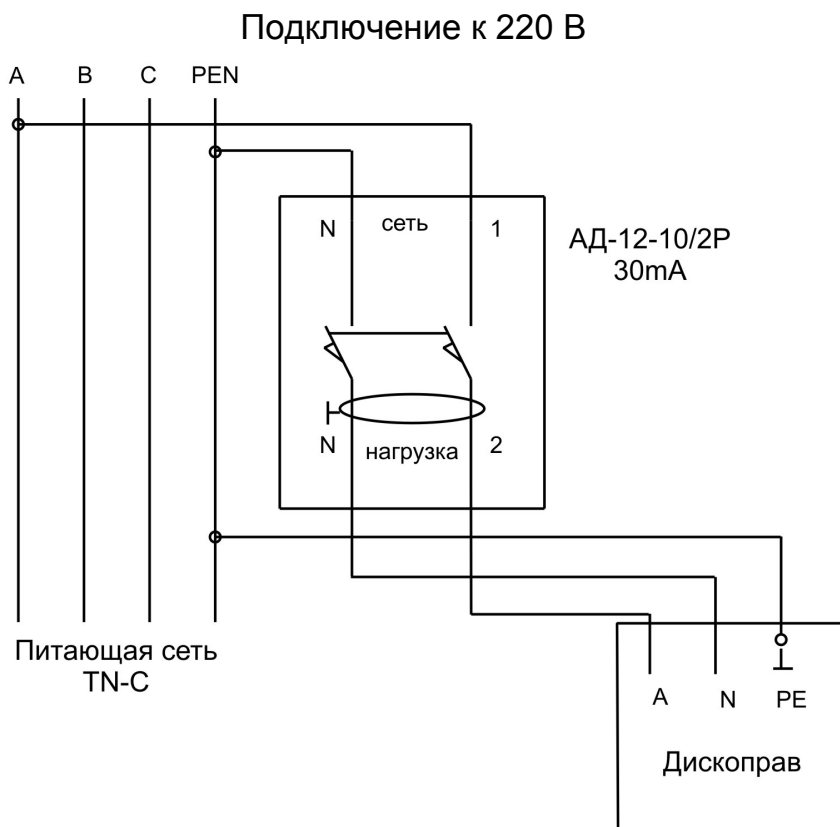 Подключение к 220 В
A B C PEN
N сеть 1
АД-12-10/2Р
30mA
N нагрузка 2
Питающая сеть
TN-C
A N PE
Дископрав